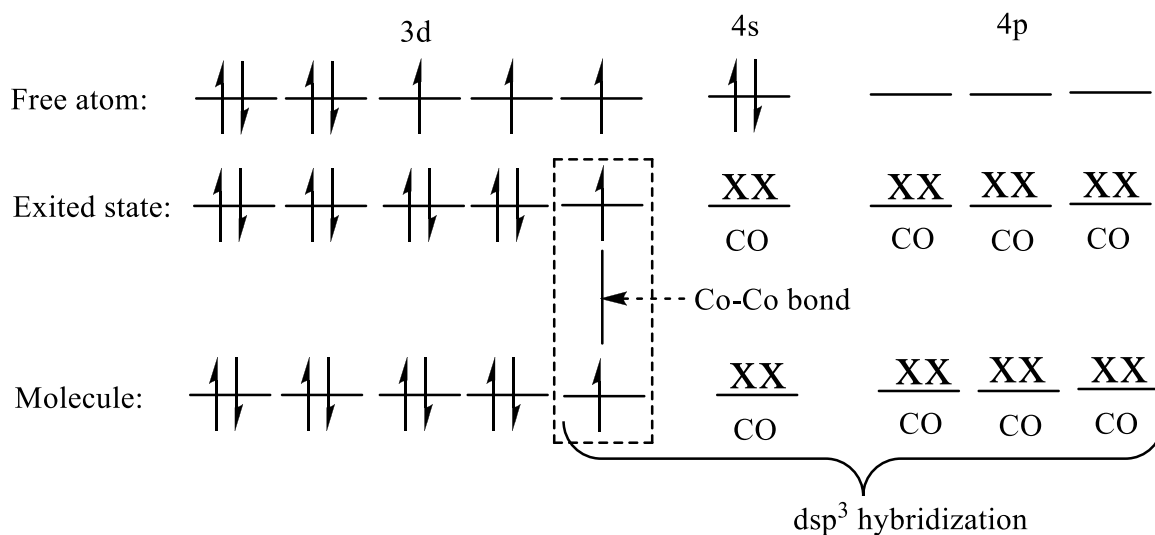 3d 4s 4p
Free atom:
Exited state: XX XX XX XX
CO CO CO CO
Co-Co bond
Molecule: XX XX XX XX
CO CO CO CO
dsp³ hybridization